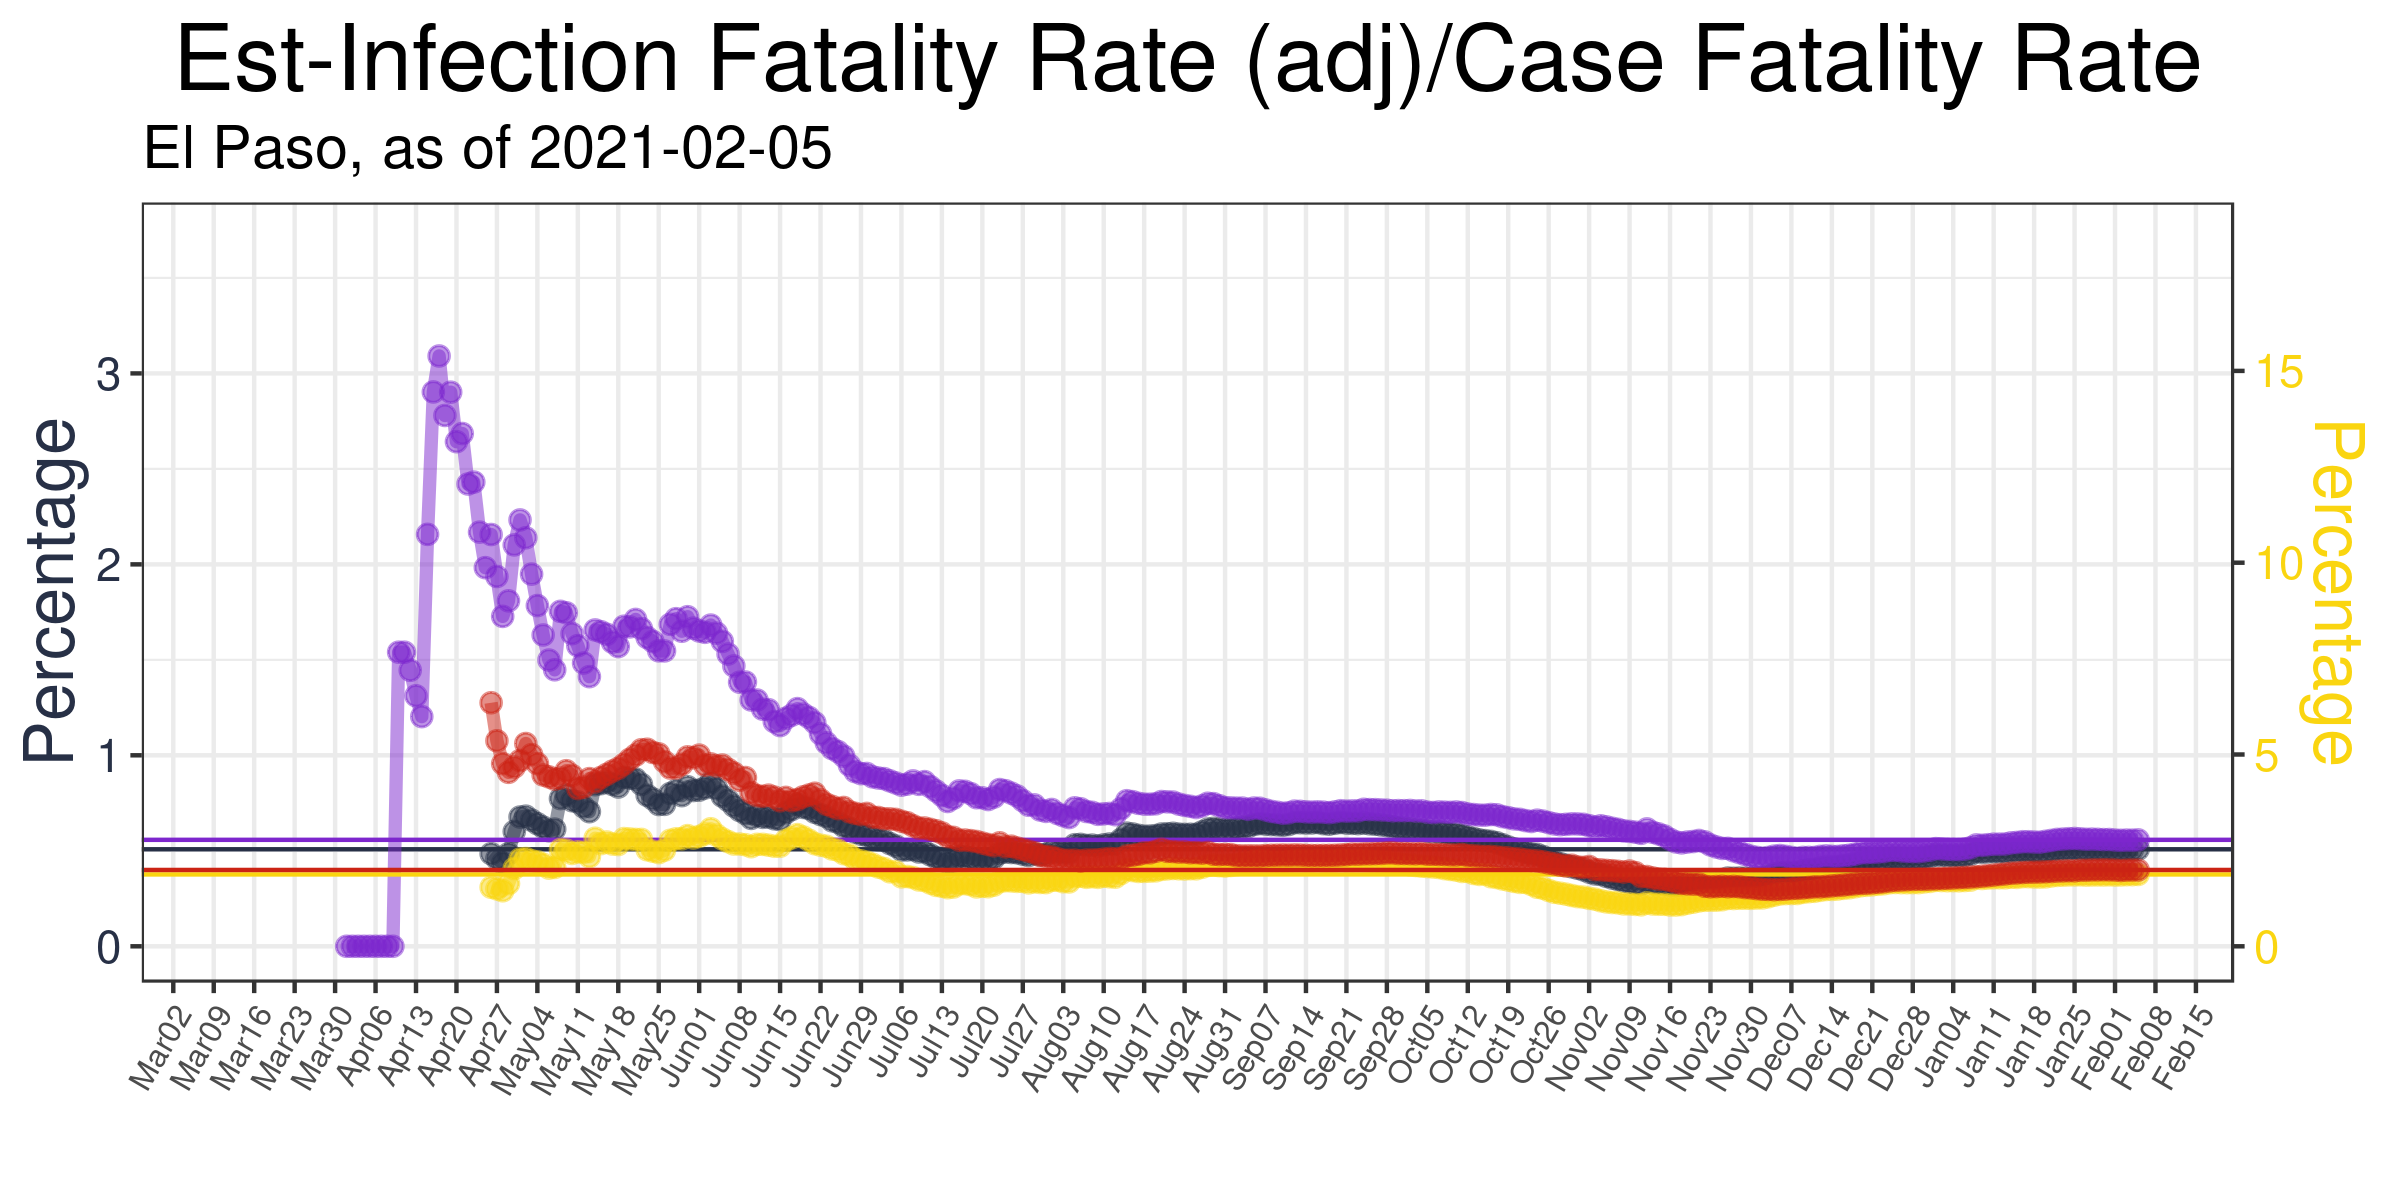 Est-Infection Fatality Rate (adj)/Case Fatality Rate
El Paso, as of 2021-02-05
Percentage
3
2
1
0
15
10
5
0
Percentage
Mar02
Mar09
Mar16
Mar23
Mar30
Apr06
Apr13
Apr20
Apr27
May04
May11
May18
May25
Jun01
Jun08
Jun15
Jun22
Jun29
Jul06
Jul13
Jul20
Jul27
Aug03
Aug10
Aug17
Aug24
Aug31
Sep07
Sep14
Sep21
Sep28
Oct05
Oct12
Oct19
Oct26
Nov02
Nov09
Nov16
Nov23
Nov30
Dec07
Dec14
Dec21
Dec28
Jan04
Jan11
Jan18
Jan25
Feb01
Feb08
Feb15